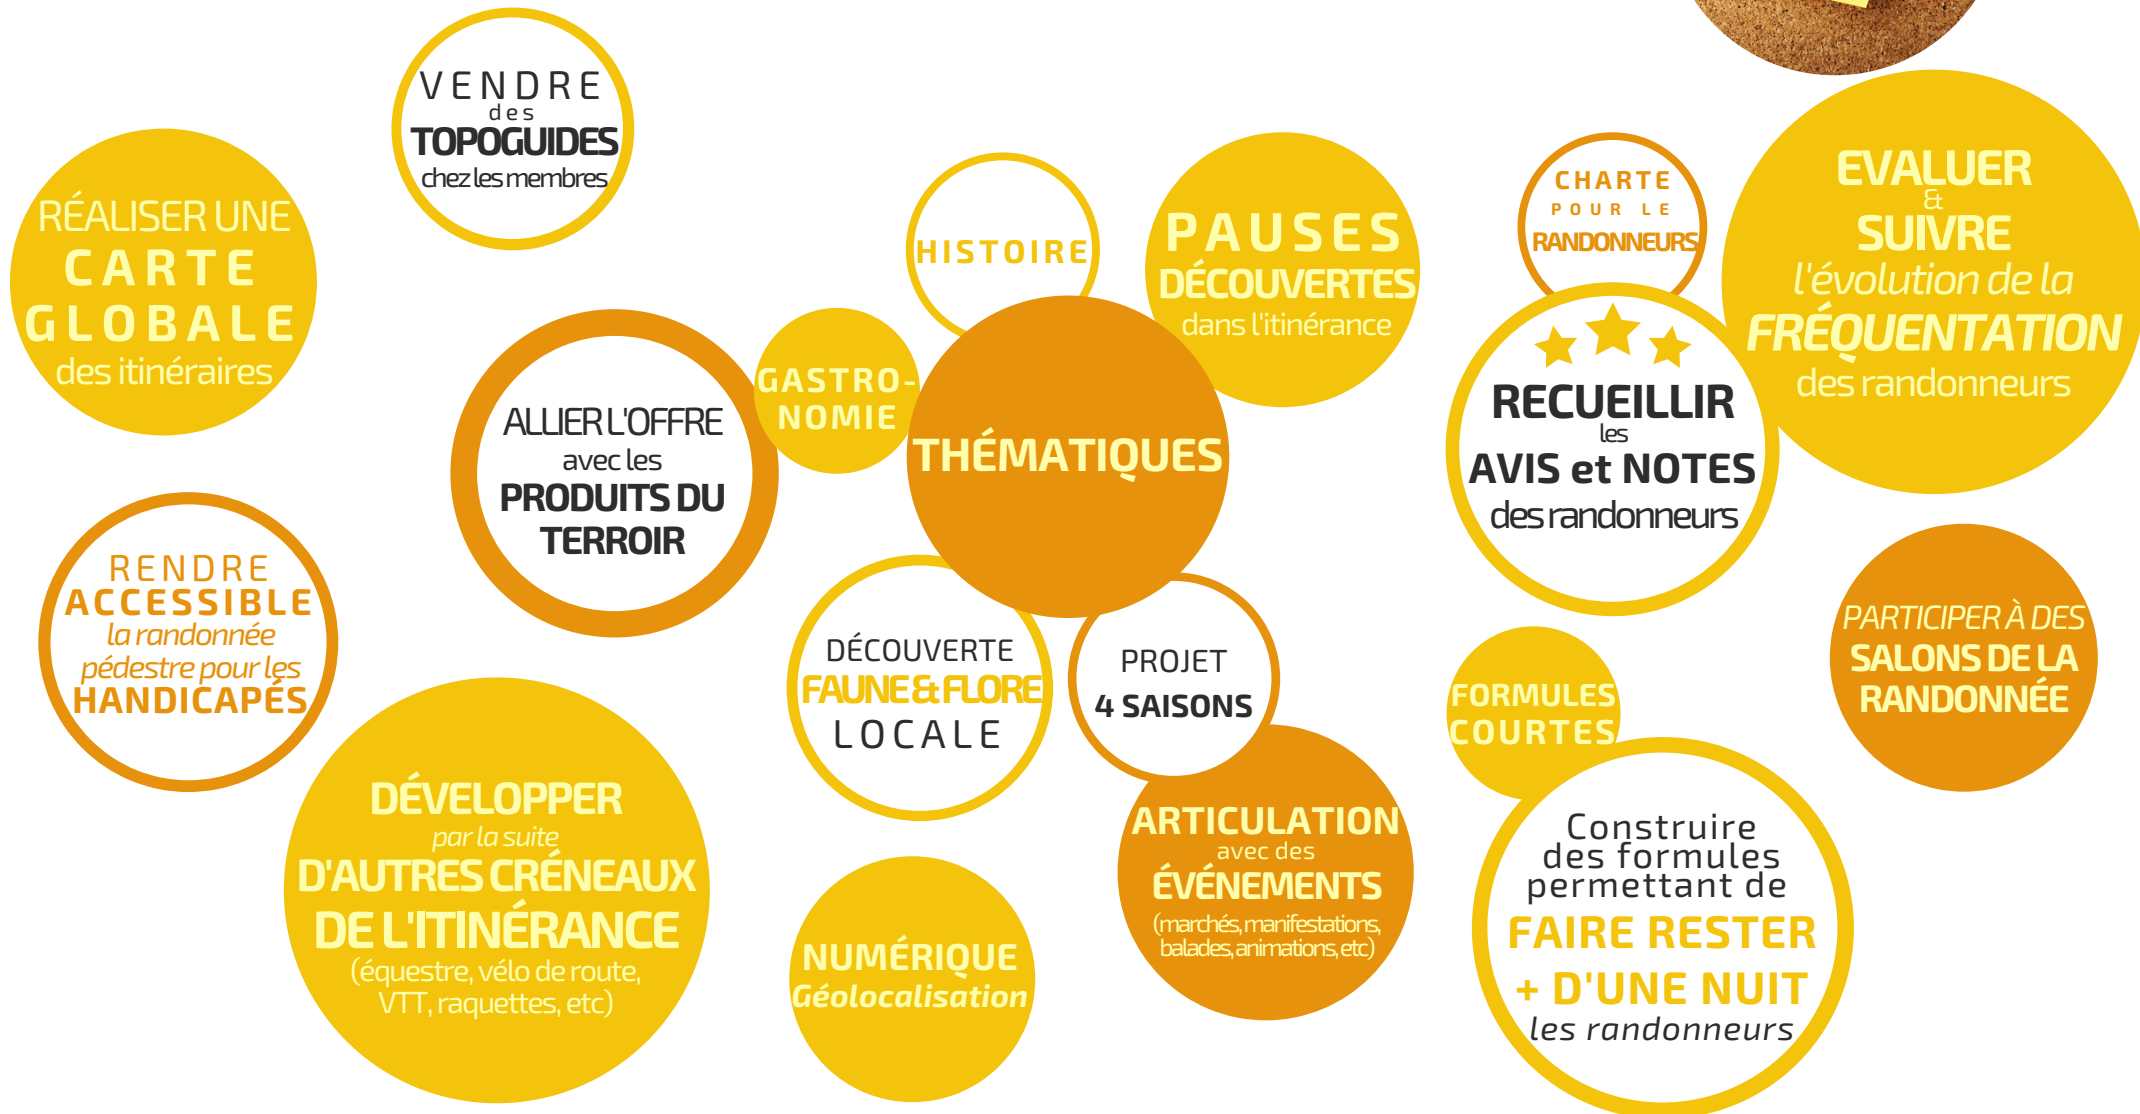 VENDRE
des
TOPOGUIDES
chez les membres
RÉALISER UNE
CARTE
GLOBALE
des itinéraires
HISTOIRE
PAUSES
DÉCOUVERTES
dans l'itinérance
CHARTE
POUR LE
RANDONNEURS
EVALUER
&
SUIVRE
l'évolution de la
FRÉQUENTATION
des randonneurs
ALLIER L'OFFRE
avec les
PRODUITS DU
TERROIR
GASTRO-
NOMIE
THÉMATIQUES
RECUEILLIR
les
AVIS et NOTES
des randonneurs
RENDRE
ACCESSIBLE
la randonnée
pédestre pour les
HANDICAPÉS
DÉCOUVERTE
FAUNE & FLORE
LOCALE
PROJET
4 SAISONS
FORMULES
COURTES
PARTICIPER À DES
SALONS DE LA
RANDONNÉE
DÉVELOPPER
par la suite
D'AUTRES CRÉNEAUX
DE L'ITINÉRANCE
(équestre, vélo de route,
VTT, raquettes, etc)
NUMÉRIQUE
Géolocalisation
ARTICULATION
avec des
ÉVÉNEMENTS
(marchés, manifestations,
balades, animations, etc)
Construire
des formules
permettant de
FAIRE RESTER
+ D'UNE NUIT
les randonneurs